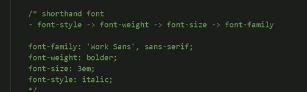 /* shorthand font
- font-style -> font-weight -> font-size -> font-family
font-family: 'Work Sans', sans-serif;
font-weight: bolder;
font-size: 3em;
font-style: italic;
*/